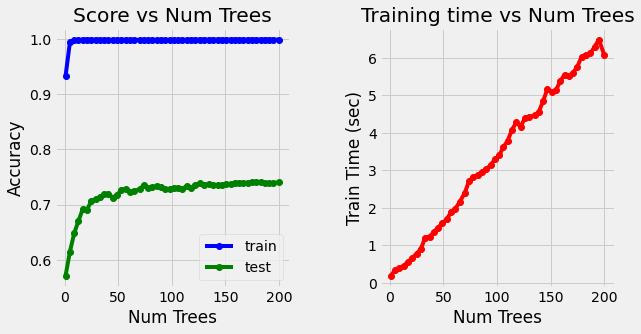 Score vs Num Trees
1.0
0.9
0.8
0.7
0.6
Accuracy
0
50
100
150
200
Num Trees
train
test
Training time vs Num Trees
6
5
4
3
2
1
0
Train Time (sec)
0
50
100
150
200
Num Trees